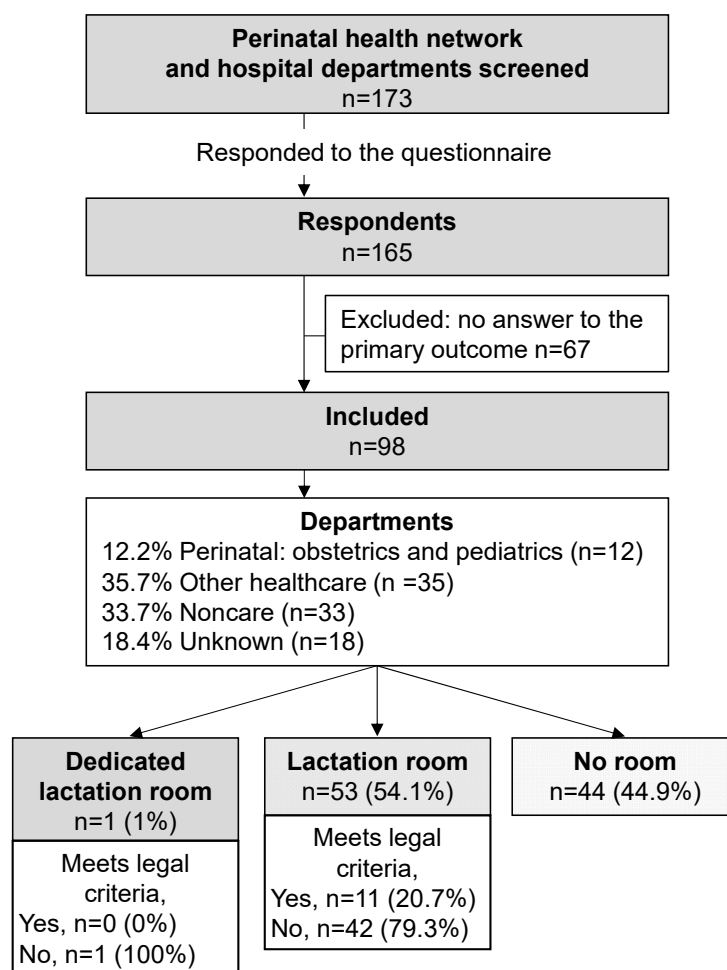 Perinatal health network
and hospital departments screened
n=173
Responded to the questionnaire
Respondents
n=165
Excluded: no answer to the
primary outcome n=67
Included
n=98
Departments
12.2% Perinatal: obstetrics and pediatrics (n=12)
35.7% Other healthcare (n =35)
33.7% Noncare (n=33)
18.4% Unknown (n=18)
Dedicated
lactation room
n=1 (1%)
Meets legal
criteria,
Yes, n=0 (0%)
No, n=1 (100%)
Lactation room
n=53 (54.1%)
Meets legal
criteria,
Yes, n=11 (20.7%)
No, n=42 (79.3%)
No room
n=44 (44.9%)